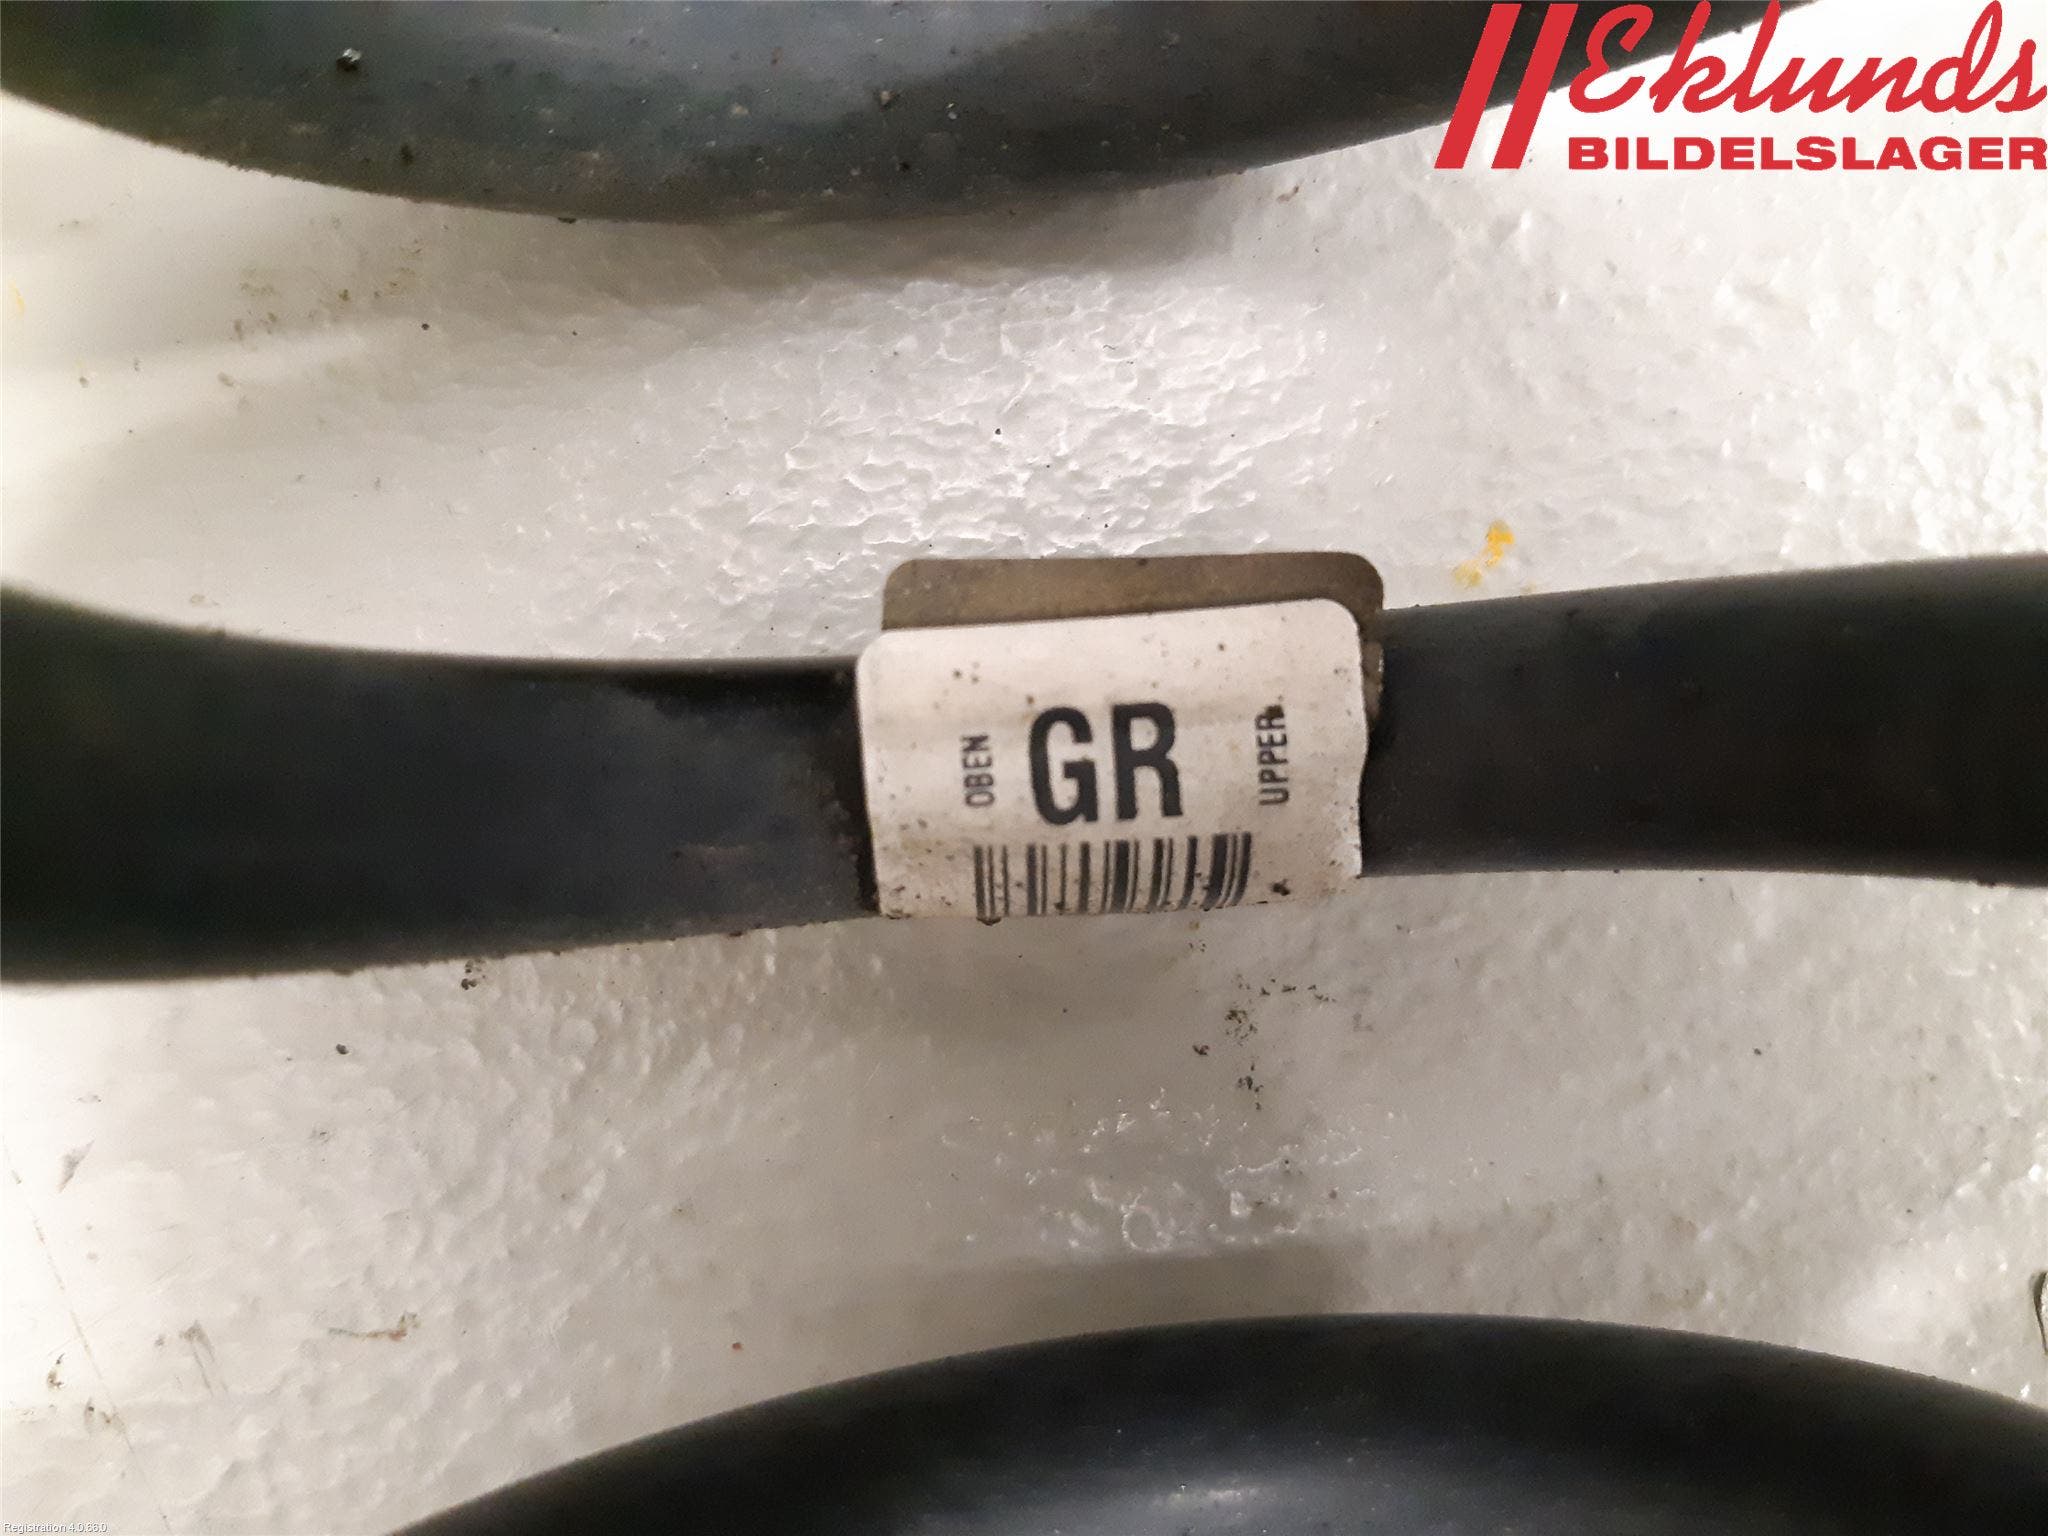 Eklunds
BILDELSLAGER
OBEN
GR
UPPER
Registration 4.0.66.0